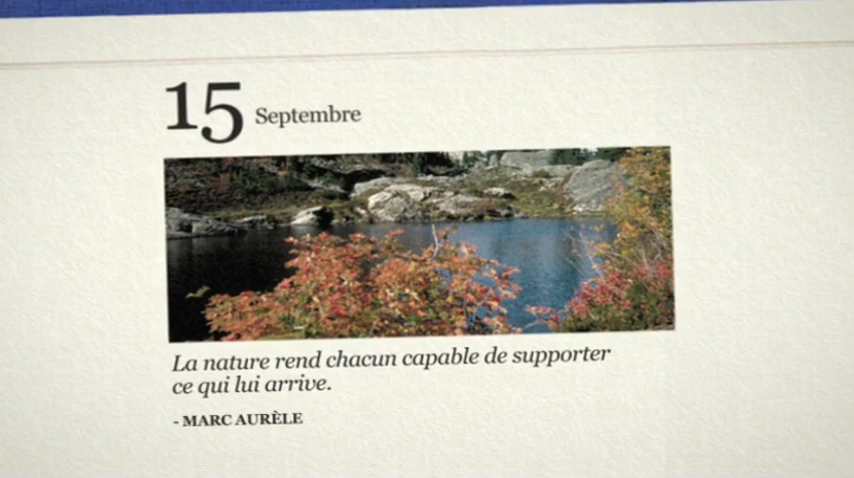 15 Septembre
La nature rend chacun capable de supporter
ce qui lui arrive.
- MARC AURÈLE